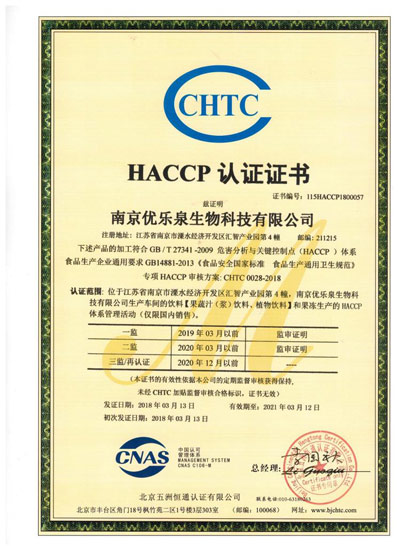 CHTC
HACCP 认证证书
证书编号：115HACCP1800057
兹证明
南京优乐泉生物科技有限公司
注册地址：江苏省南京市溧水经济开发区汇智产业园第4幢 邮编：211215
下述产品的加工符合 GB / T 27341 -2009 危害分析与关键控制点（HACCP ）体系
食品生产企业通用要求 GB14881-2013《食品安全国家标准 食品生产通用卫生规范》
专项 HACCP 审核方案: CHTC 0028-2018
认证范围: 位于江苏省南京市溧水经济开发区汇智产业园第4幢，南京优乐泉生物科
技有限公司生产车间的饮料【果蔬汁（浆）饮料、植物饮料】和果冻生产的 HACCP
体系管理活动（仅限国内销售）。
一监 2019 年 03 月以前 监审证明
二监 2020 年 03 月以前 监审证明
三监/再认证 2020 年 12 月以前 ----
（本证书的有效性依据本公司的定期监督审核获得保持，
未经 CHTC 加贴监督审核合格标识，证书无效）
发证日期：2018 年 03 月 13 日 有效期至：2021 年 03 月 12 日
初次发证日期：2018 年 03 月 13 日
CNAS
中国认可
管理体系
MANAGEMENT SYSTEM
CNAS C108-M
总经理:
北京五洲恒通认证有限公司
北京市丰台区角门18号枫竹苑二区1号楼303室 （邮编：100068） 网址：www.bjchtc.com